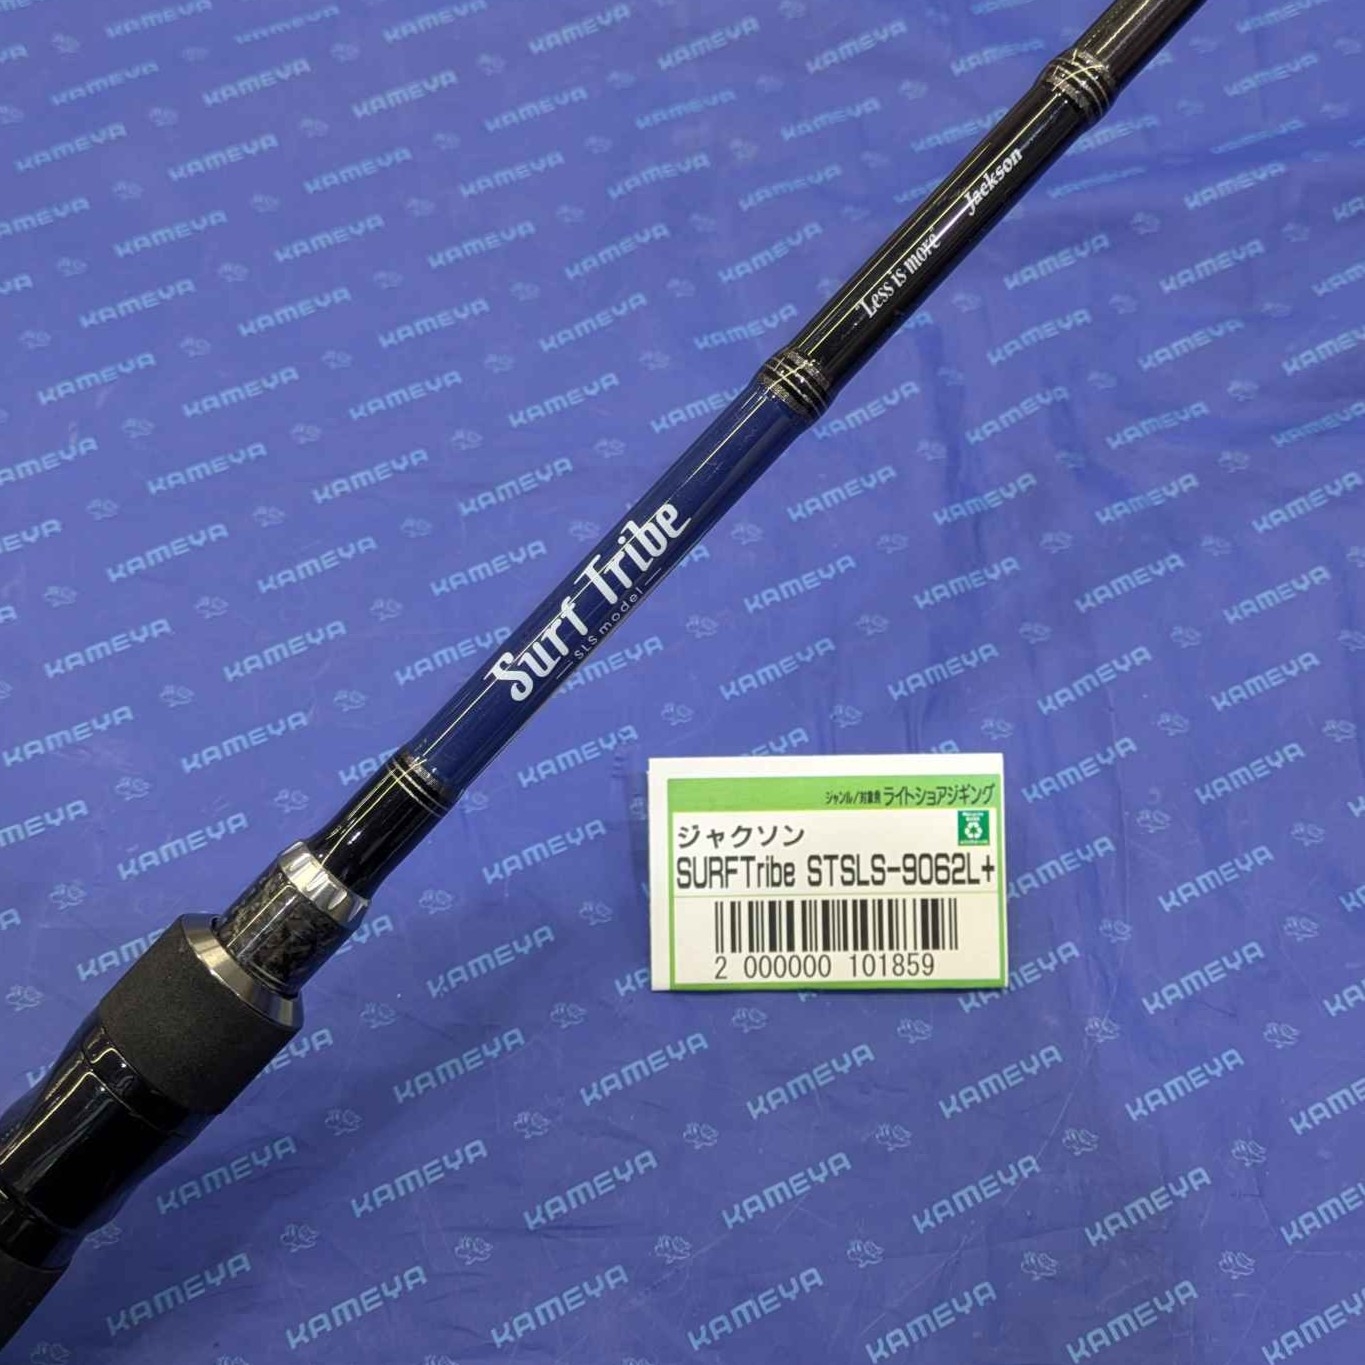 Jackson
Less is more
Surf Tribe
SLS model
ジャンル/対象魚 ライトショアジギング
ジャクソン
SURFTribe STSLS-9062L+
2 000000 101859
KAMEYA